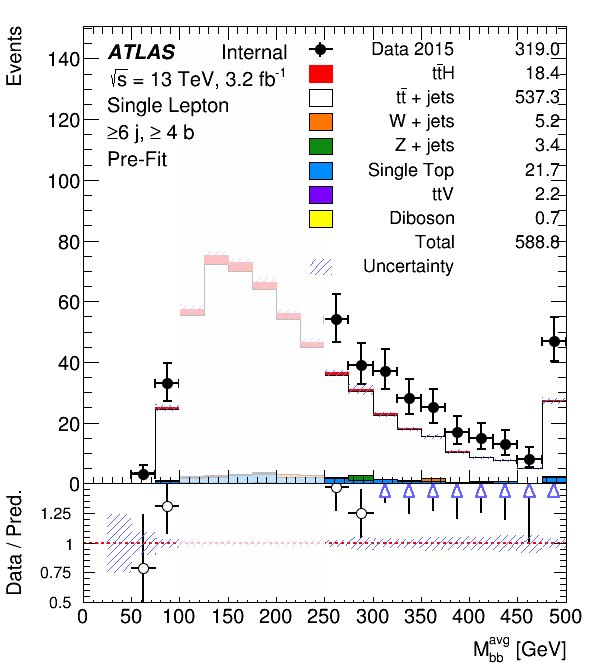 Events
ATLAS Internal
√s = 13 TeV, 3.2 fb⁻¹
Single Lepton
≥6 j, ≥ 4 b
Pre-Fit
Data 2015 319.0
tt̄H 18.4
tt̄ + jets 537.3
W + jets 5.2
Z + jets 3.4
Single Top 21.7
ttV 2.2
Diboson 0.7
Total 588.8
Uncertainty
140
120
100
80
60
40
20
0
Data / Pred.
1.25
1
0.75
0.5
0 50 100 150 200 250 300 350 400 450 500
M_bb^avg [GeV]